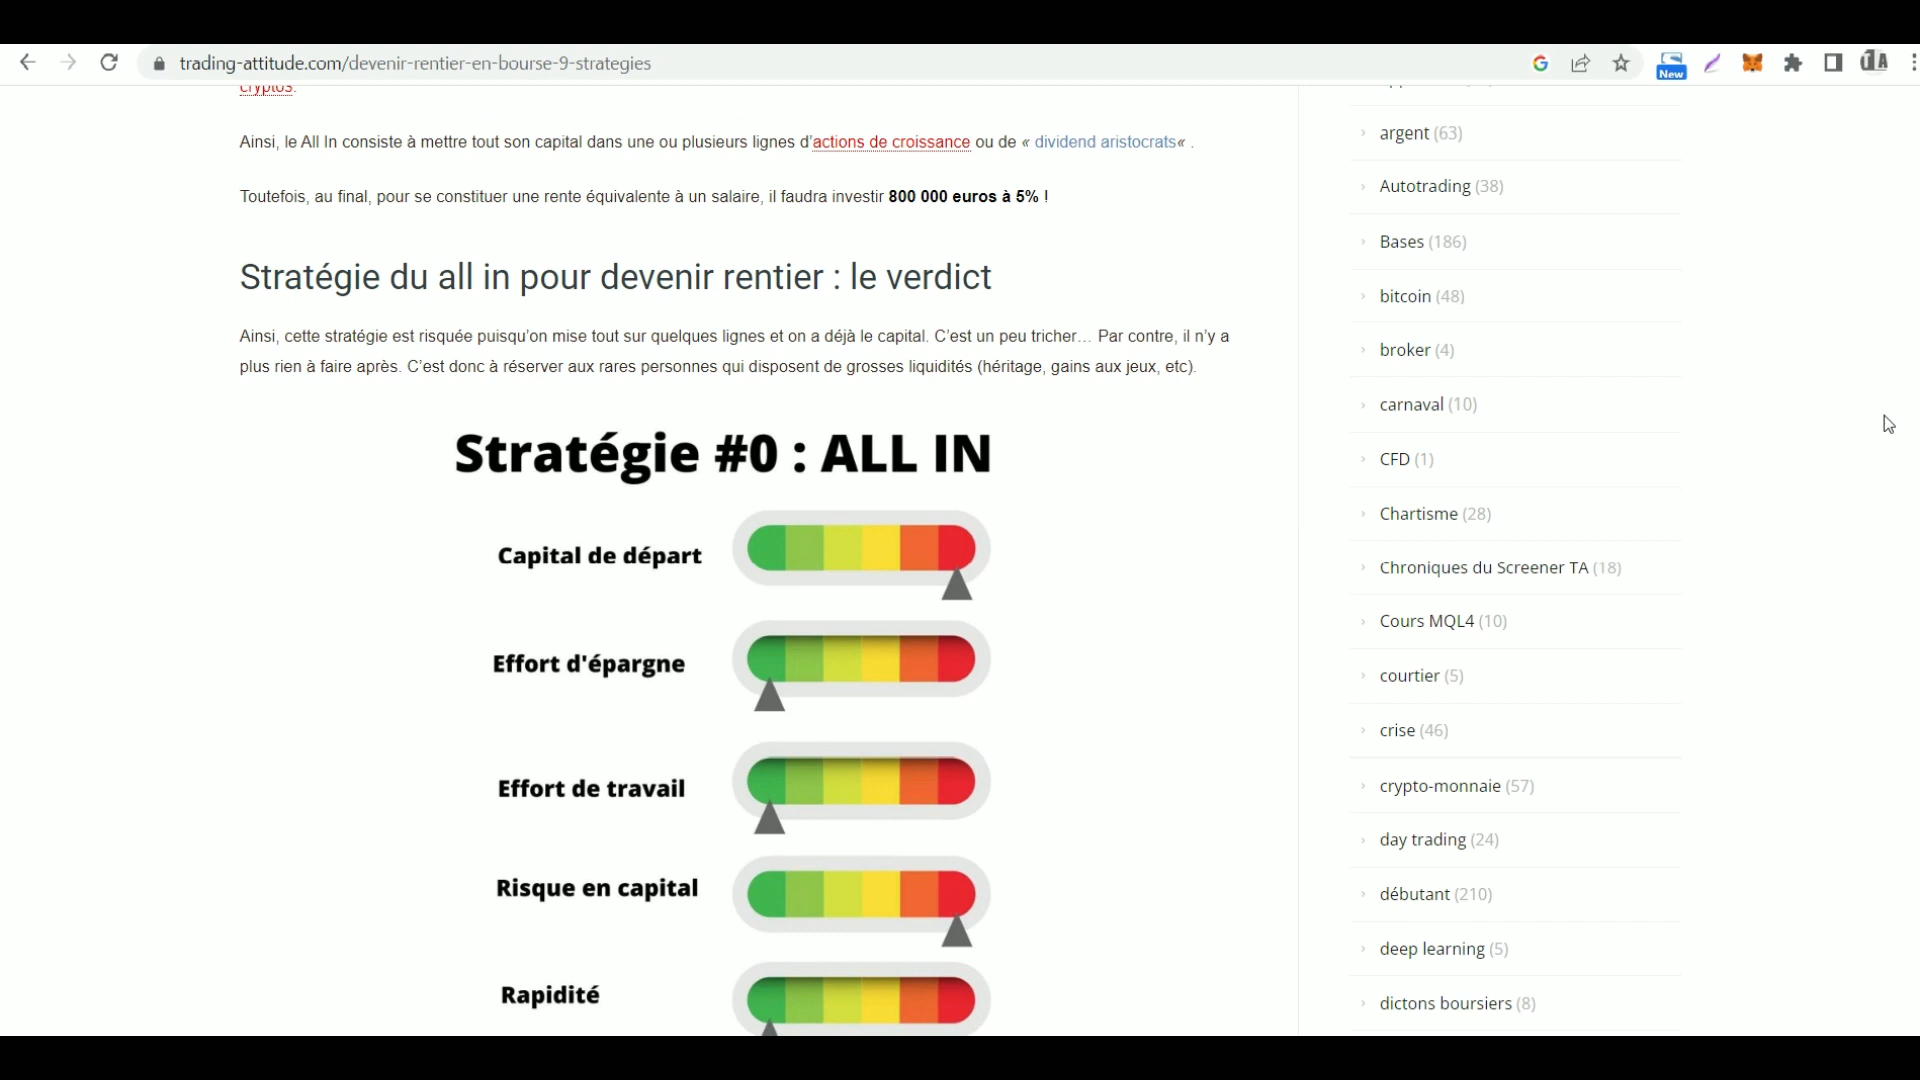 trading-attitude.com/devenir-rentier-en-bourse-9-strategies
New
cryptos.
Ainsi, le All In consiste à mettre tout son capital dans une ou plusieurs lignes d'actions de croissance ou de « dividend aristocrats« .
Toutefois, au final, pour se constituer une rente équivalente à un salaire, il faudra investir 800 000 euros à 5% !
Stratégie du all in pour devenir rentier : le verdict
Ainsi, cette stratégie est risquée puisqu'on mise tout sur quelques lignes et on a déjà le capital. C'est un peu tricher… Par contre, il n'y a
plus rien à faire après. C'est donc à réserver aux rares personnes qui disposent de grosses liquidités (héritage, gains aux jeux, etc).
Stratégie #0 : ALL IN
Capital de départ
Effort d'épargne
Effort de travail
Risque en capital
Rapidité
argent (63)
Autotrading (38)
Bases (186)
bitcoin (48)
broker (4)
carnaval (10)
CFD (1)
Chartisme (28)
Chroniques du Screener TA (18)
Cours MQL4 (10)
courtier (5)
crise (46)
crypto-monnaie (57)
day trading (24)
débutant (210)
deep learning (5)
dictons boursiers (8)